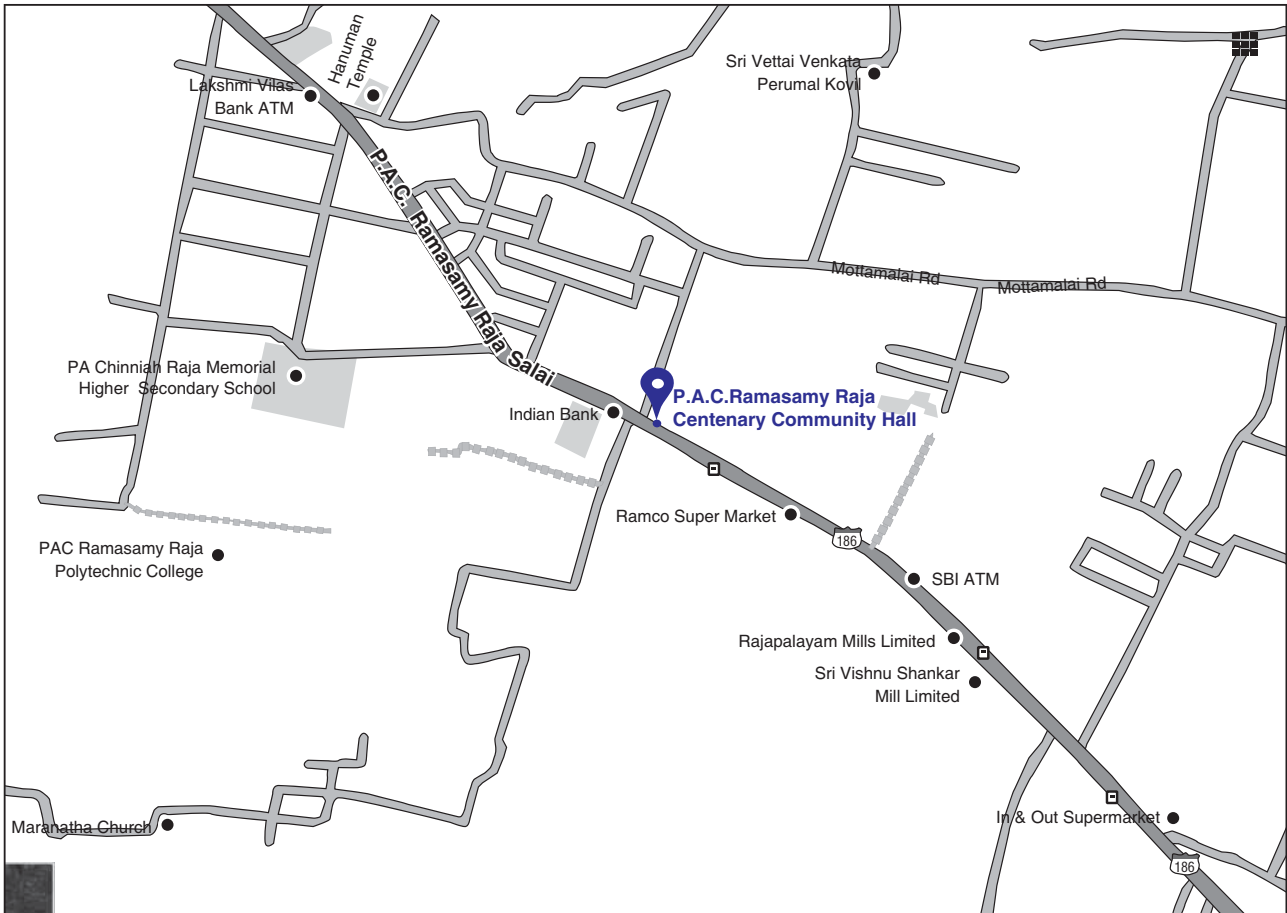 Hanuman
Temple
Lakshmi Vilas
Bank ATM
Sri Vettai Venkata
Perumal Kovil
P.A.C. Ramasamy Raja Salai
Mottamalai Rd
Mottamalai Rd
PA Chinniah Raja Memorial
Higher Secondary School
Indian Bank
P.A.C.Ramasamy Raja
Centenary Community Hall
Ramco Super Market
186
PAC Ramasamy Raja
Polytechnic College
SBI ATM
Rajapalayam Mills Limited
Sri Vishnu Shankar
Mill Limited
Maranatha Church
In & Out Supermarket
186